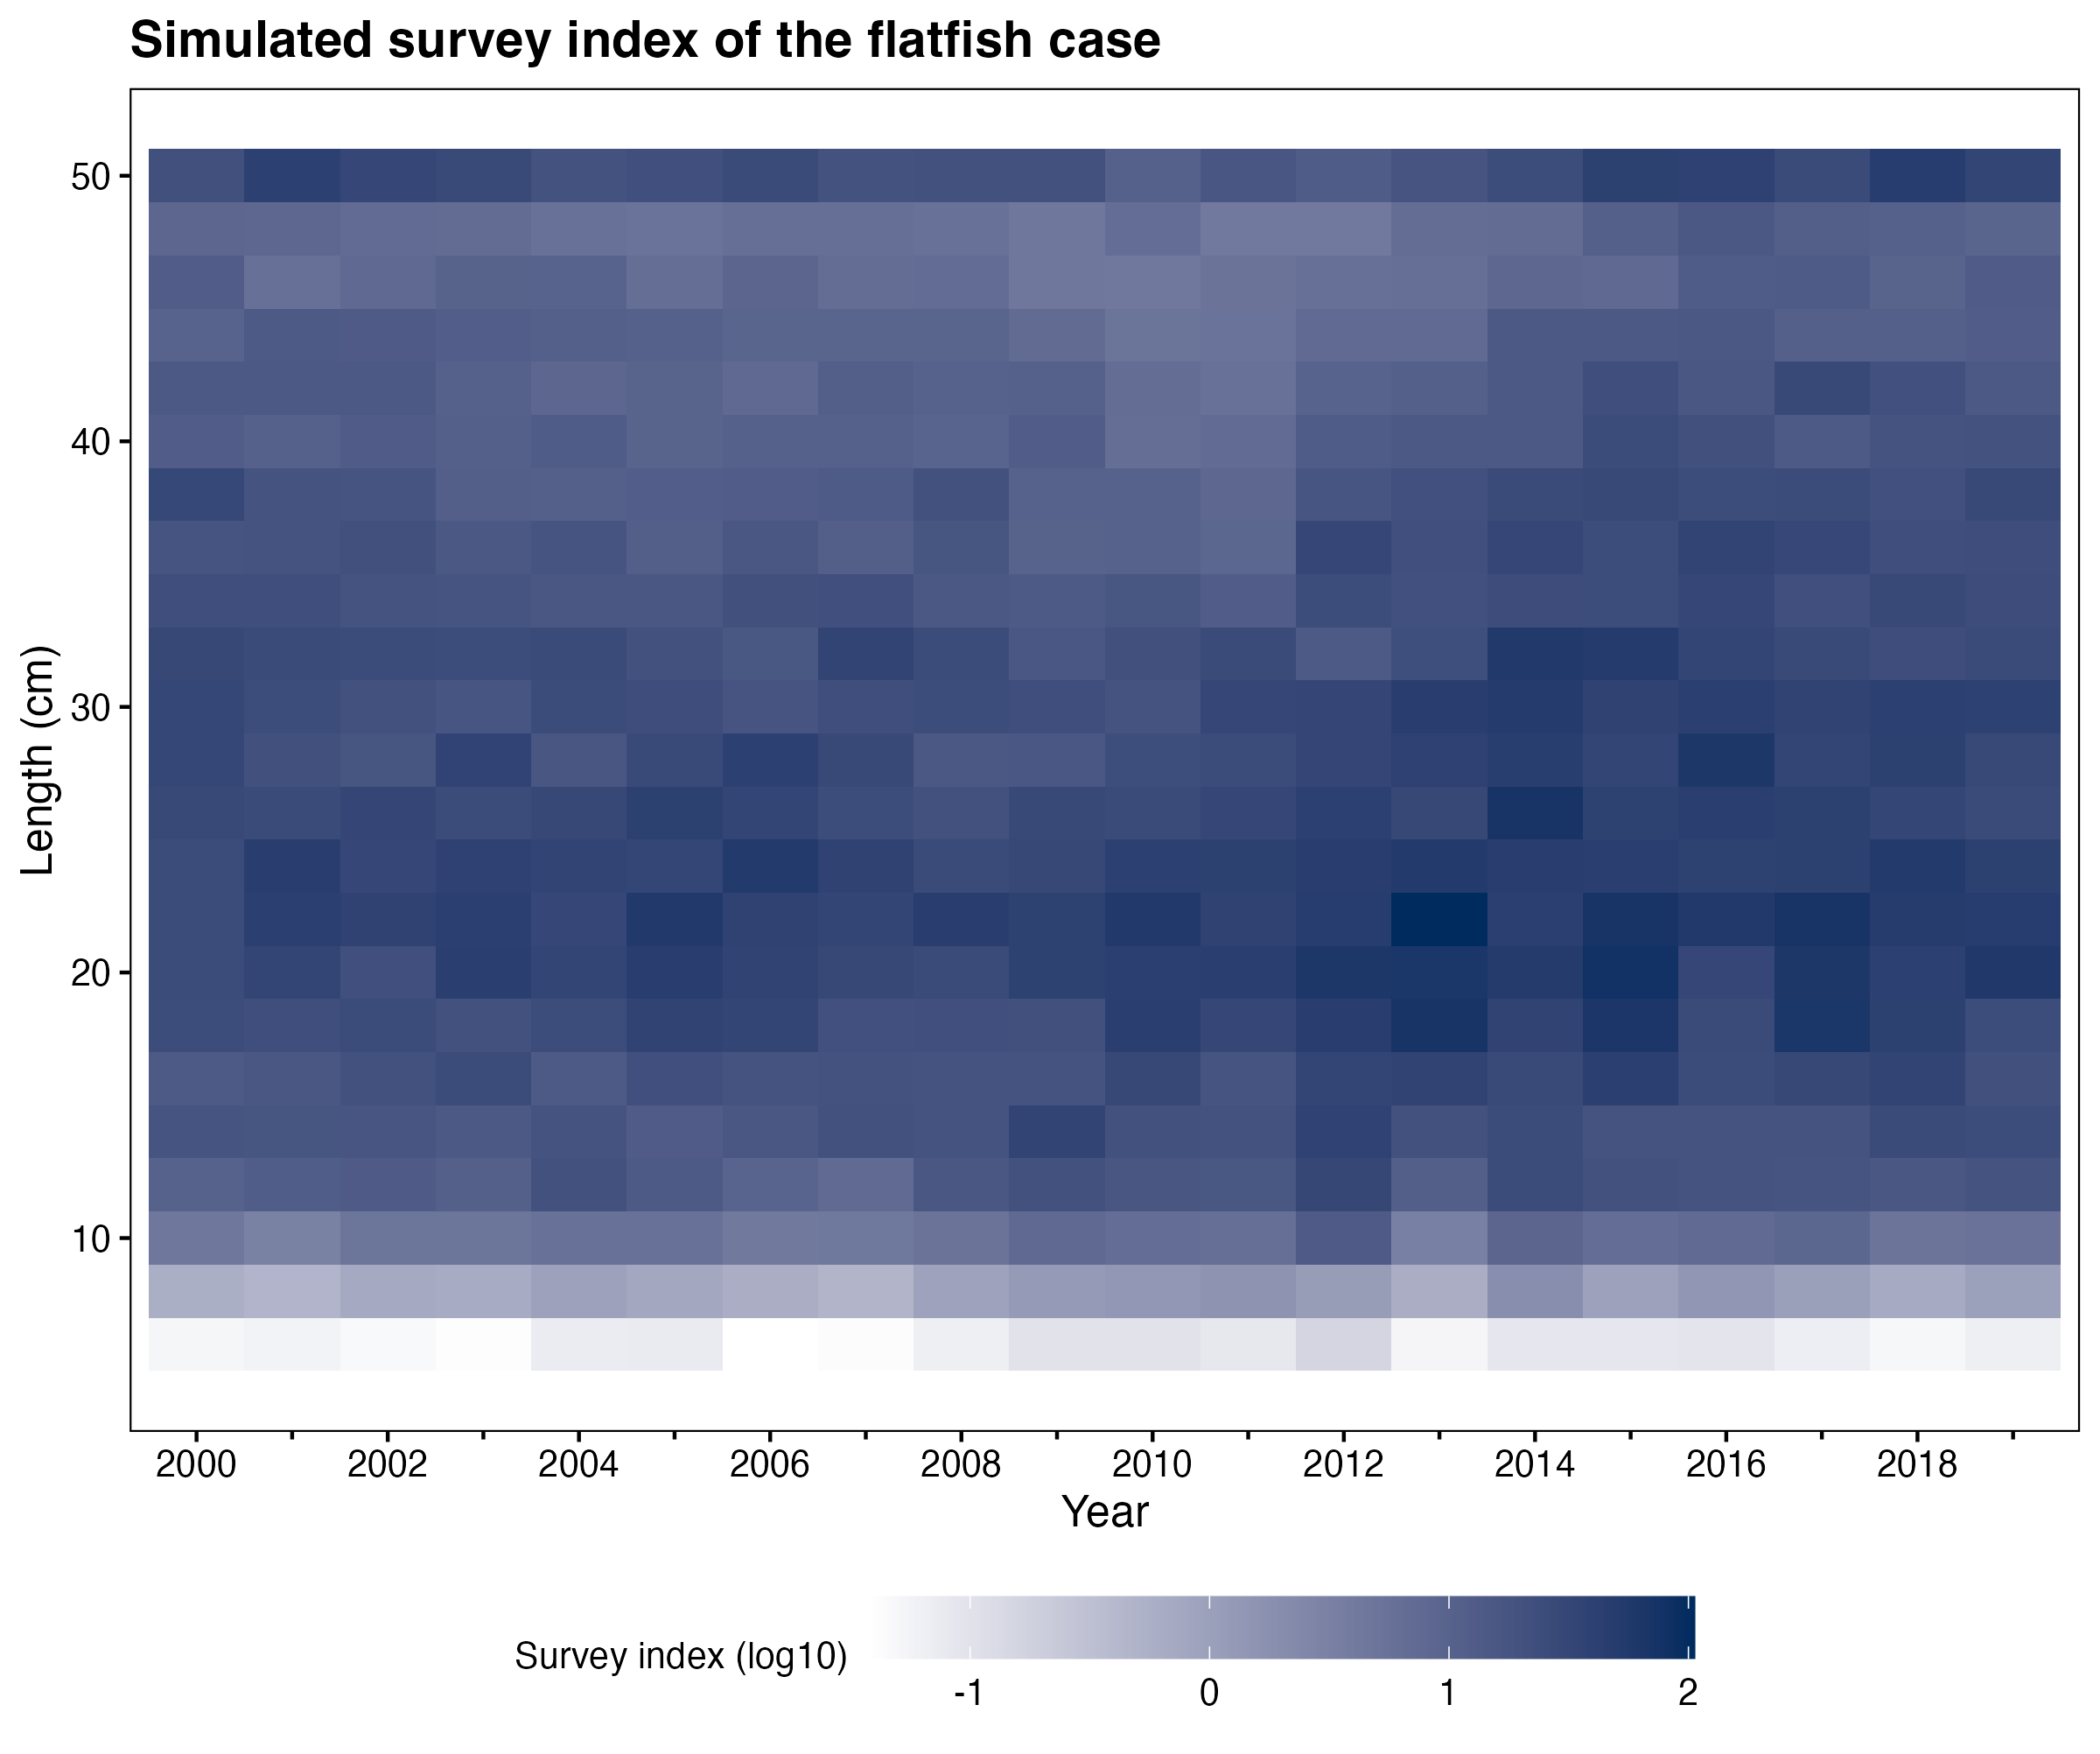 Simulated survey index of the flatfish case
Length (cm)
50
40
30
20
10
2000 2002 2004 2006 2008 2010 2012 2014 2016 2018
Year
Survey index (log10)
-1 0 1 2